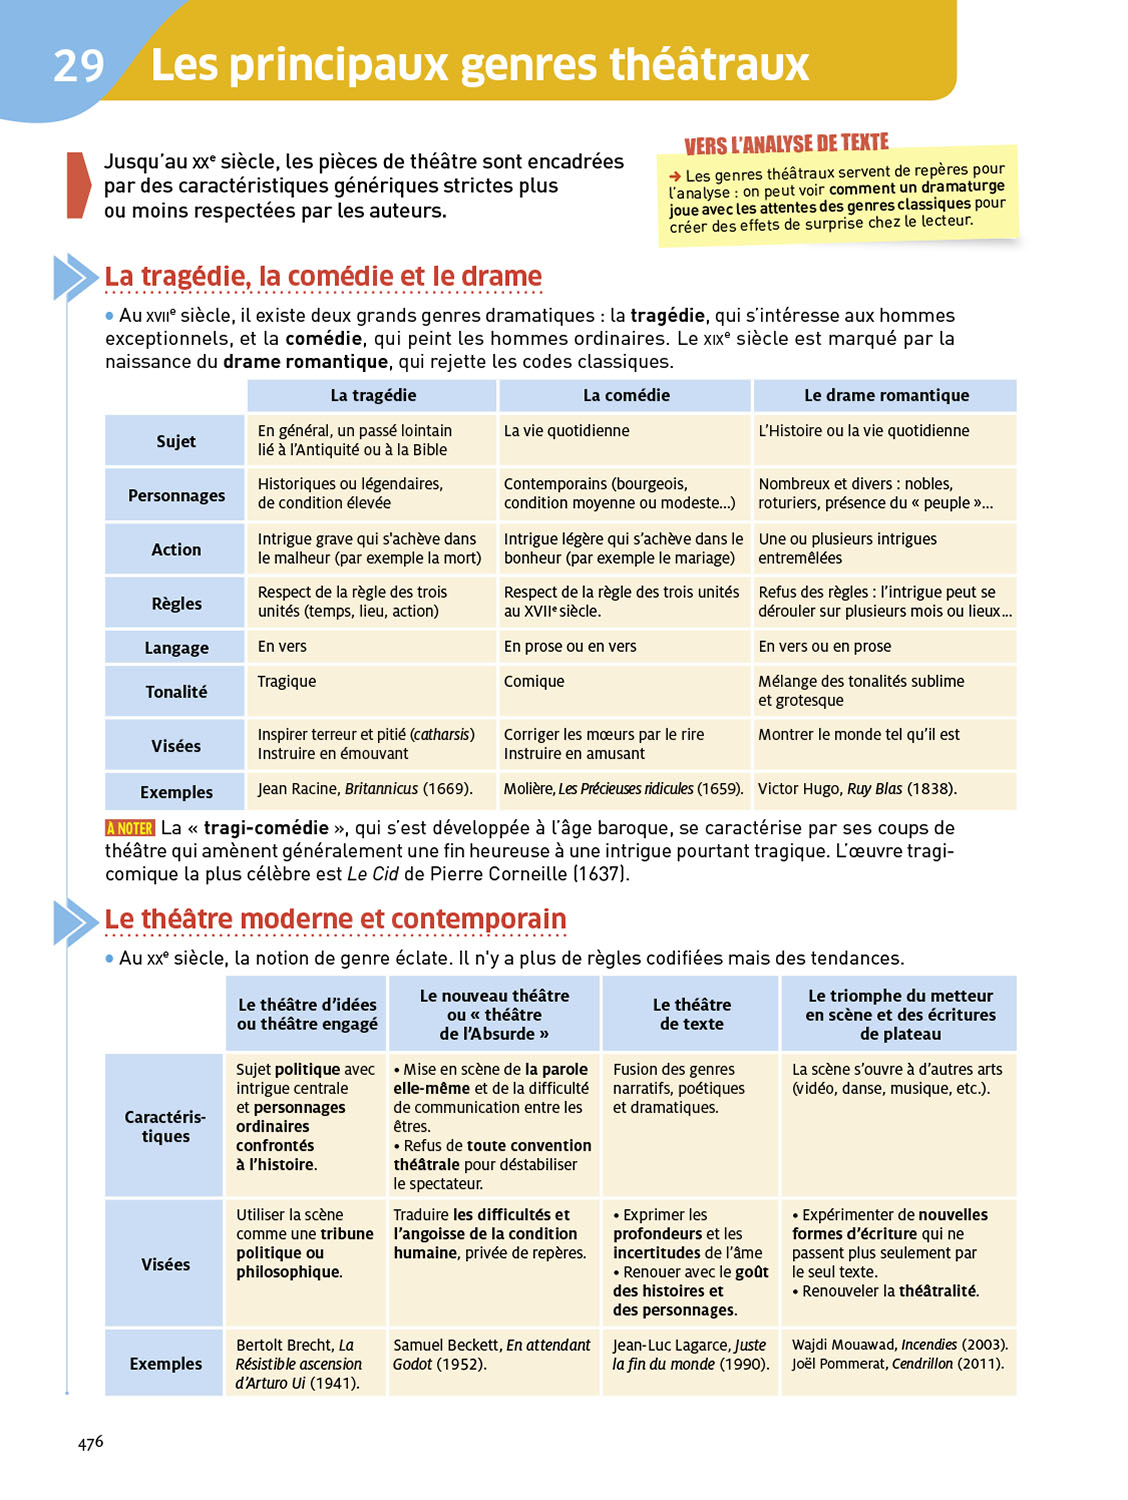 29
Les principaux genres théâtraux
Jusqu'au XXe siècle, les pièces de théâtre sont encadrées
par des caractéristiques génériques strictes plus
ou moins respectées par les auteurs.
VERS L'ANALYSE DE TEXTE
→ Les genres théâtraux servent de repères pour
l'analyse : on peut voir comment un dramaturge
joue avec les attentes des genres classiques pour
créer des effets de surprise chez le lecteur.
La tragédie, la comédie et le drame
• Au XVIIe siècle, il existe deux grands genres dramatiques : la tragédie, qui s'intéresse aux hommes
exceptionnels, et la comédie, qui peint les hommes ordinaires. Le XIXe siècle est marqué par la
naissance du drame romantique, qui rejette les codes classiques.
La tragédie
La comédie
Le drame romantique
Sujet
En général, un passé lointain
lié à l'Antiquité ou à la Bible
La vie quotidienne
L'Histoire ou la vie quotidienne
Personnages
Historiques ou légendaires,
de condition élevée
Contemporains (bourgeois,
condition moyenne ou modeste...)
Nombreux et divers : nobles,
roturiers, présence du « peuple »...
Action
Intrigue grave qui s'achève dans
le malheur (par exemple la mort)
Intrigue légère qui s'achève dans le
bonheur (par exemple le mariage)
Une ou plusieurs intrigues
entremêlées
Règles
Respect de la règle des trois
unités (temps, lieu, action)
Respect de la règle des trois unités
au XVIIe siècle.
Refus des règles : l'intrigue peut se
dérouler sur plusieurs mois ou lieux...
Langage
En vers
En prose ou en vers
En vers ou en prose
Tonalité
Tragique
Comique
Mélange des tonalités sublime
et grotesque
Visées
Inspirer terreur et pitié (catharsis)
Instruire en émouvant
Corriger les mœurs par le rire
Instruire en amusant
Montrer le monde tel qu'il est
Exemples
Jean Racine, Britannicus (1669).
Molière, Les Précieuses ridicules (1659).
Victor Hugo, Ruy Blas (1838).
À NOTER La « tragi-comédie », qui s'est développée à l'âge baroque, se caractérise par ses coups de
théâtre qui amènent généralement une fin heureuse à une intrigue pourtant tragique. L'œuvre tragi-
comique la plus célèbre est Le Cid de Pierre Corneille (1637).
Le théâtre moderne et contemporain
• Au XXe siècle, la notion de genre éclate. Il n'y a plus de règles codifiées mais des tendances.
Le théâtre d'idées
ou théâtre engagé
Le nouveau théâtre
ou « théâtre
de l'Absurde »
Le théâtre
de texte
Le triomphe du metteur
en scène et des écritures
de plateau
Caractéris-
tiques
Sujet politique avec
intrigue centrale
et personnages
ordinaires
confrontés
à l'histoire.
• Mise en scène de la parole
elle-même et de la difficulté
de communication entre les
êtres.
• Refus de toute convention
théâtrale pour déstabiliser
le spectateur.
Fusion des genres
narratifs, poétiques
et dramatiques.
La scène s'ouvre à d'autres arts
(vidéo, danse, musique, etc.).
Visées
Utiliser la scène
comme une tribune
politique ou
philosophique.
Traduire les difficultés et
l'angoisse de la condition
humaine, privée de repères.
• Exprimer les
profondeurs et les
incertitudes de l'âme
• Renouer avec le goût
des histoires et
des personnages.
• Expérimenter de nouvelles
formes d'écriture qui ne
passent plus seulement par
le seul texte.
• Renouveler la théâtralité.
Exemples
Bertolt Brecht, La
Résistible ascension
d'Arturo Ui (1941).
Samuel Beckett, En attendant
Godot (1952).
Jean-Luc Lagarce, Juste
la fin du monde (1990).
Wajdi Mouawad, Incendies (2003).
Joël Pommerat, Cendrillon (2011).
476